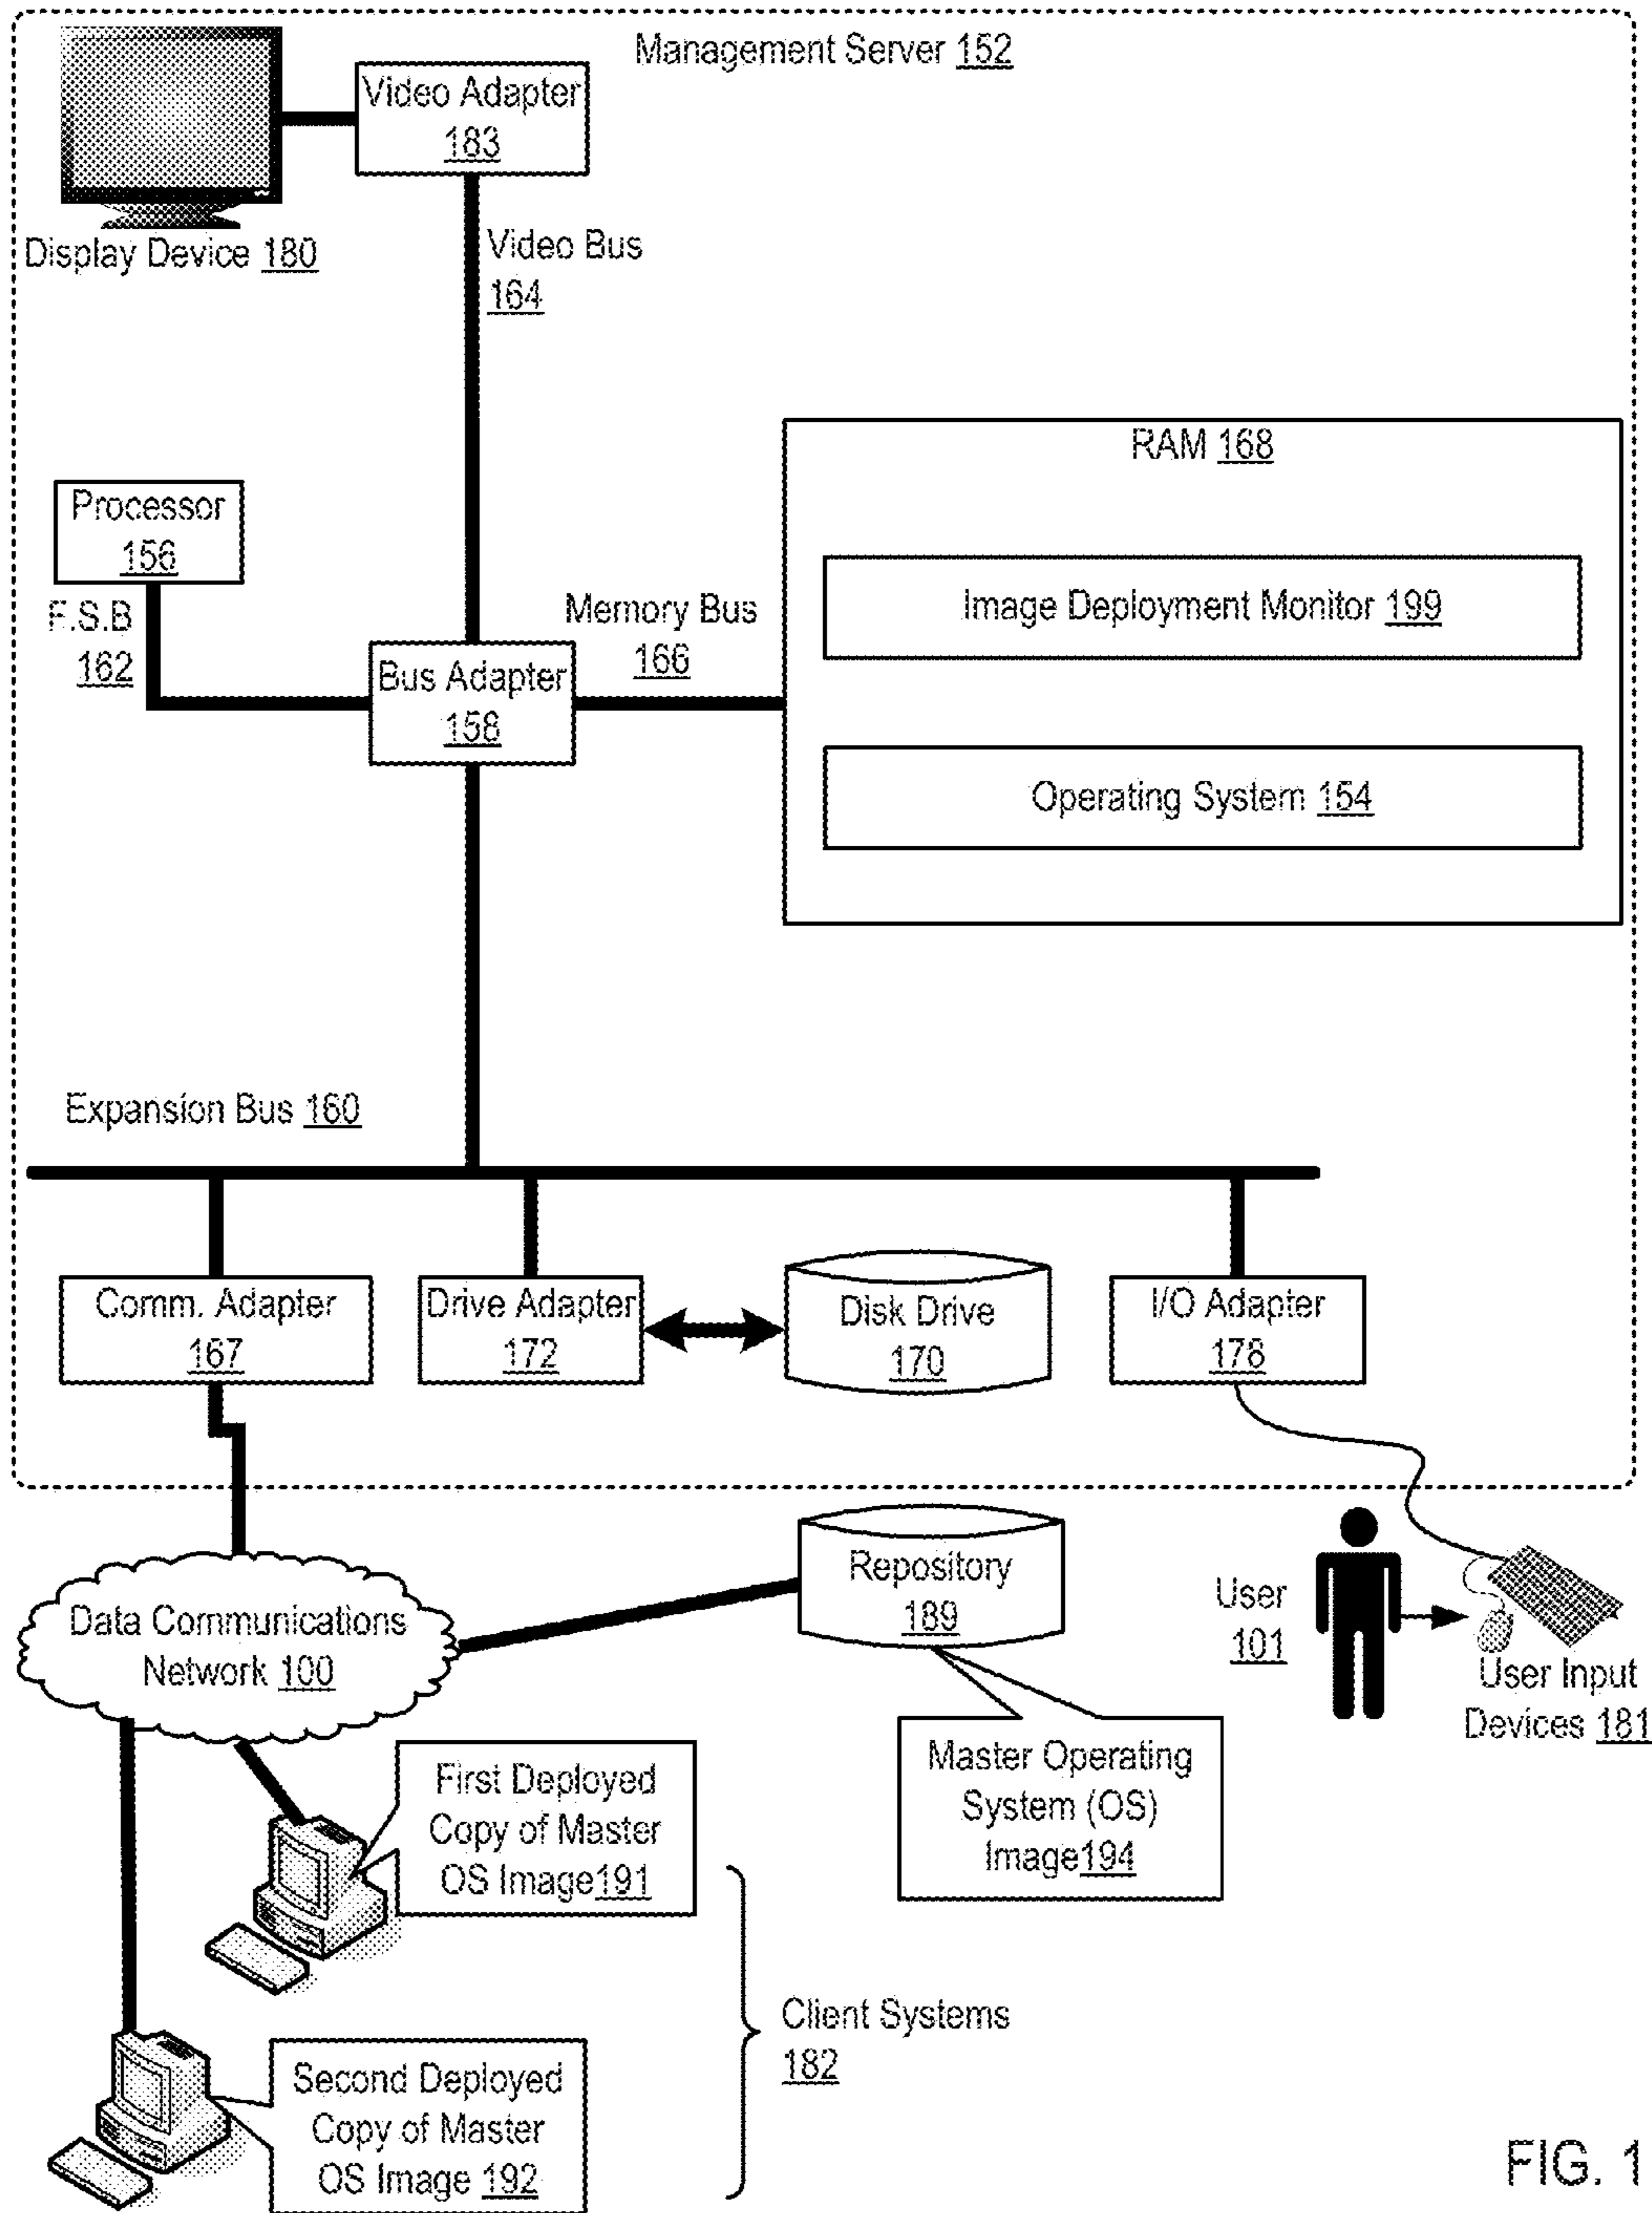 Management Server 152
Video Adapter
183
Display Device 180
Video Bus
164
RAM 168
Processor
156
Image Deployment Monitor 199
F.S.B
162
Memory Bus
166
Bus Adapter
158
Operating System 154
Expansion Bus 160
Comm. Adapter
167
Drive Adapter
172
Disk Drive
170
I/O Adapter
178
Data Communications
Network 100
Repository
189
User
101
User Input
Devices 181
Master Operating
System (OS)
Image194
First Deployed
Copy of Master
OS Image191
Client Systems
182
Second Deployed
Copy of Master
OS Image 192
FIG. 1